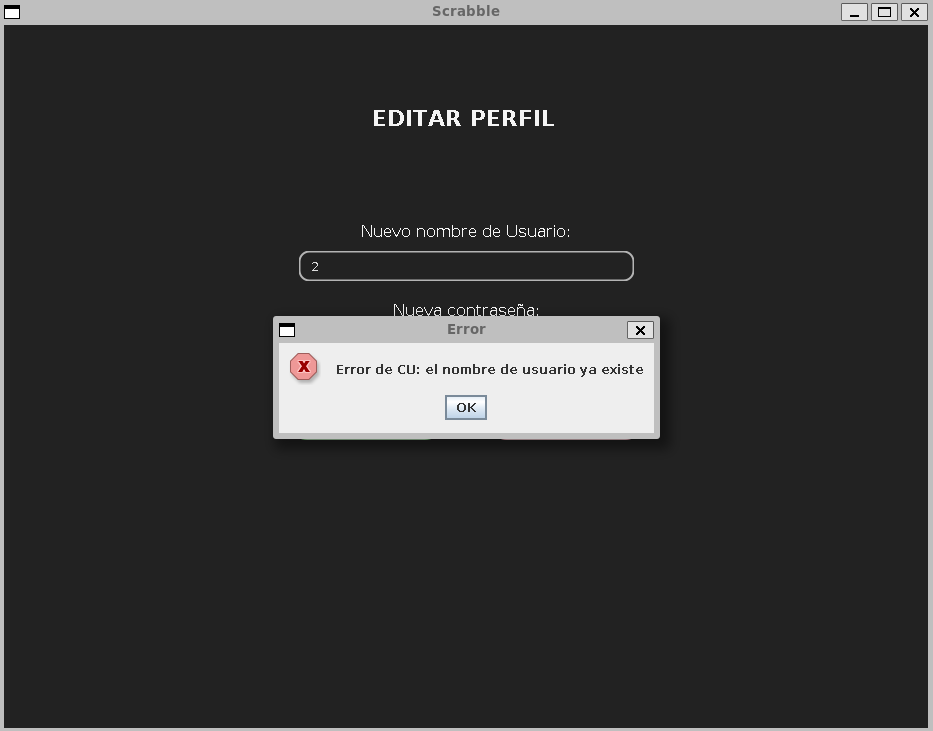 Scrabble
EDITAR PERFIL
Nuevo nombre de Usuario:
2
Nueva contraseña:
Error
Error de CU: el nombre de usuario ya existe
OK